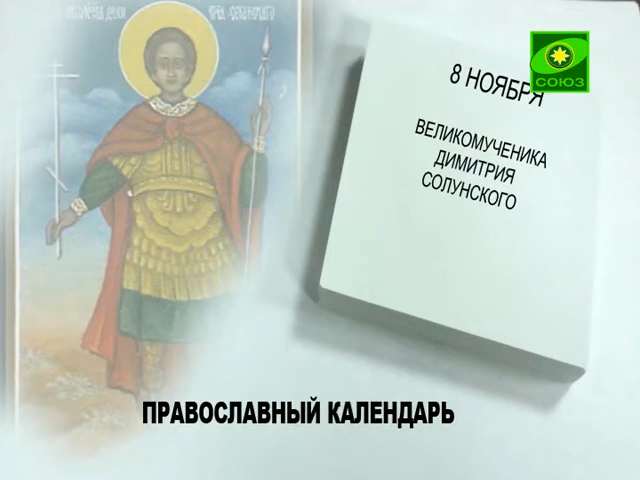 8 НОЯБРЯ
СОЮЗ
ВЕЛИКОМУЧЕНИКА
ДИМИТРИЯ
СОЛУНСКОГО
ПРАВОСЛАВНЫЙ КАЛЕНДАРЬ